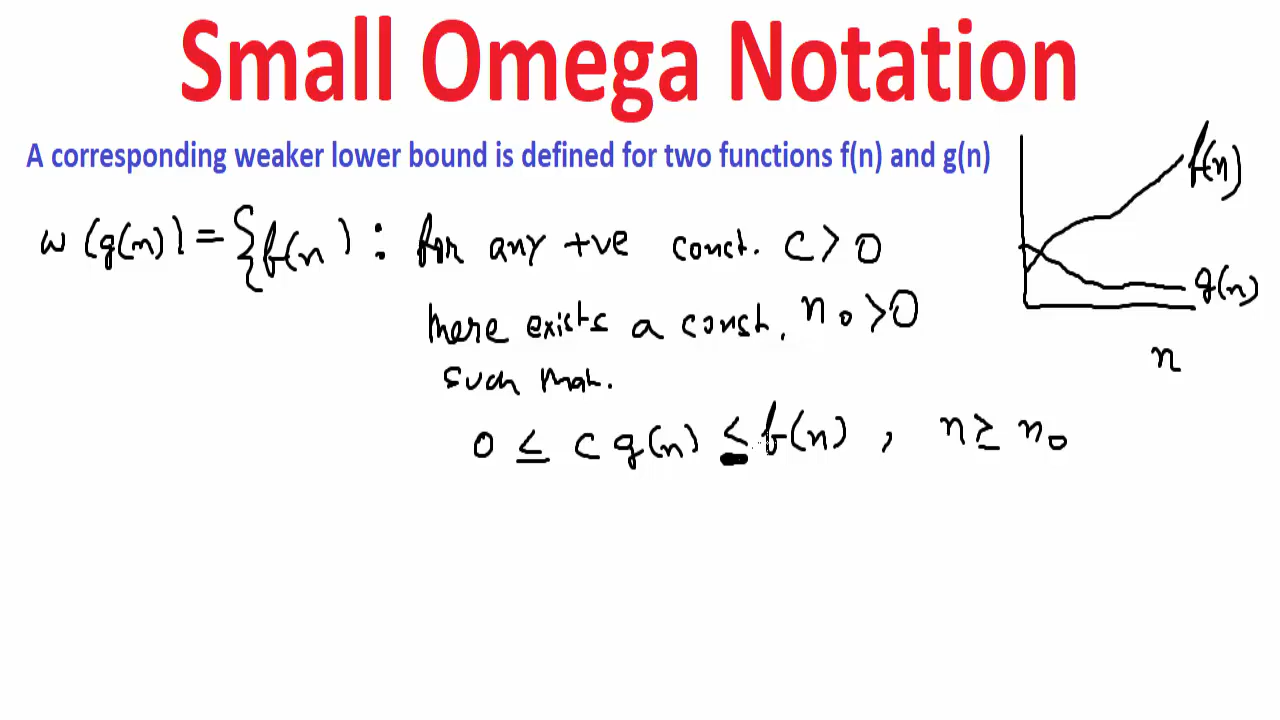 Small Omega Notation
A corresponding weaker lower bound is defined for two functions f(n) and g(n)
f(n)
ω (g(n)) = { f(n) : for any +ve const. c > 0
g(n)
there exists a const. n₀ > 0
n
such that.
0 ≤ c g(n) ≤ f(n) , n ≥ n₀